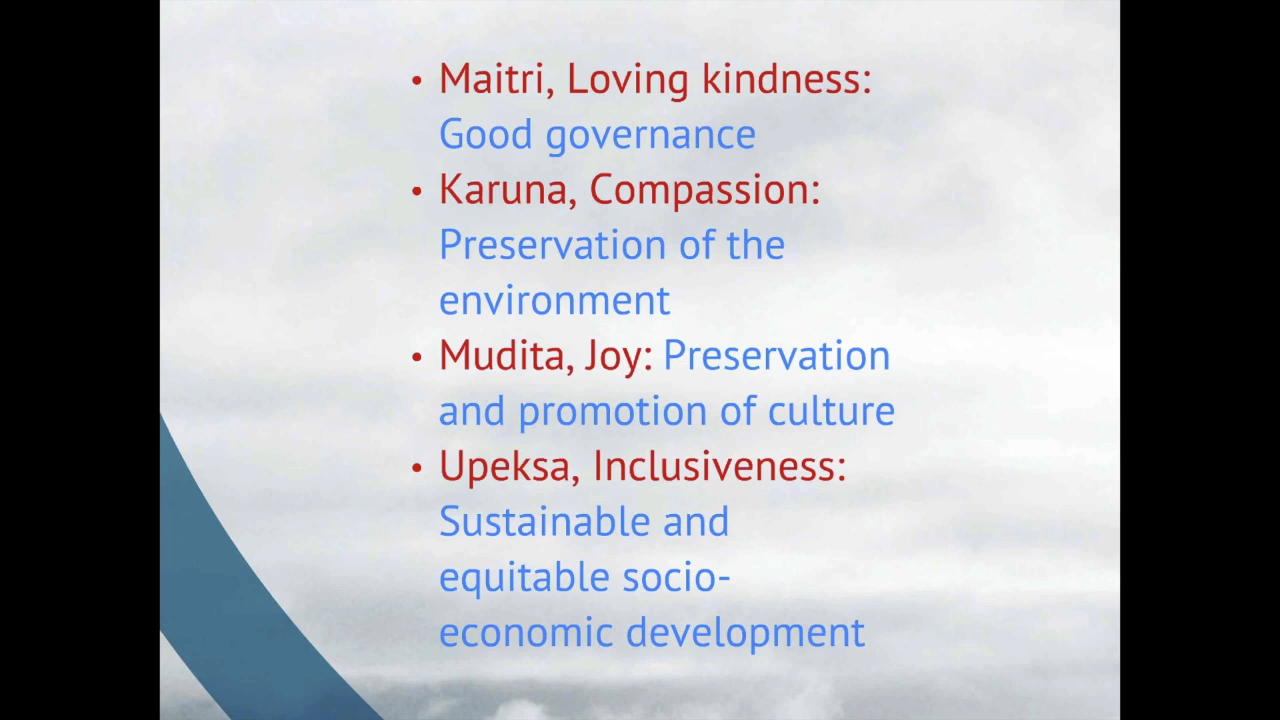 • Maitri, Loving kindness:
Good governance
• Karuna, Compassion:
Preservation of the
environment
• Mudita, Joy: Preservation
and promotion of culture
• Upeksa, Inclusiveness:
Sustainable and
equitable socio-
economic development